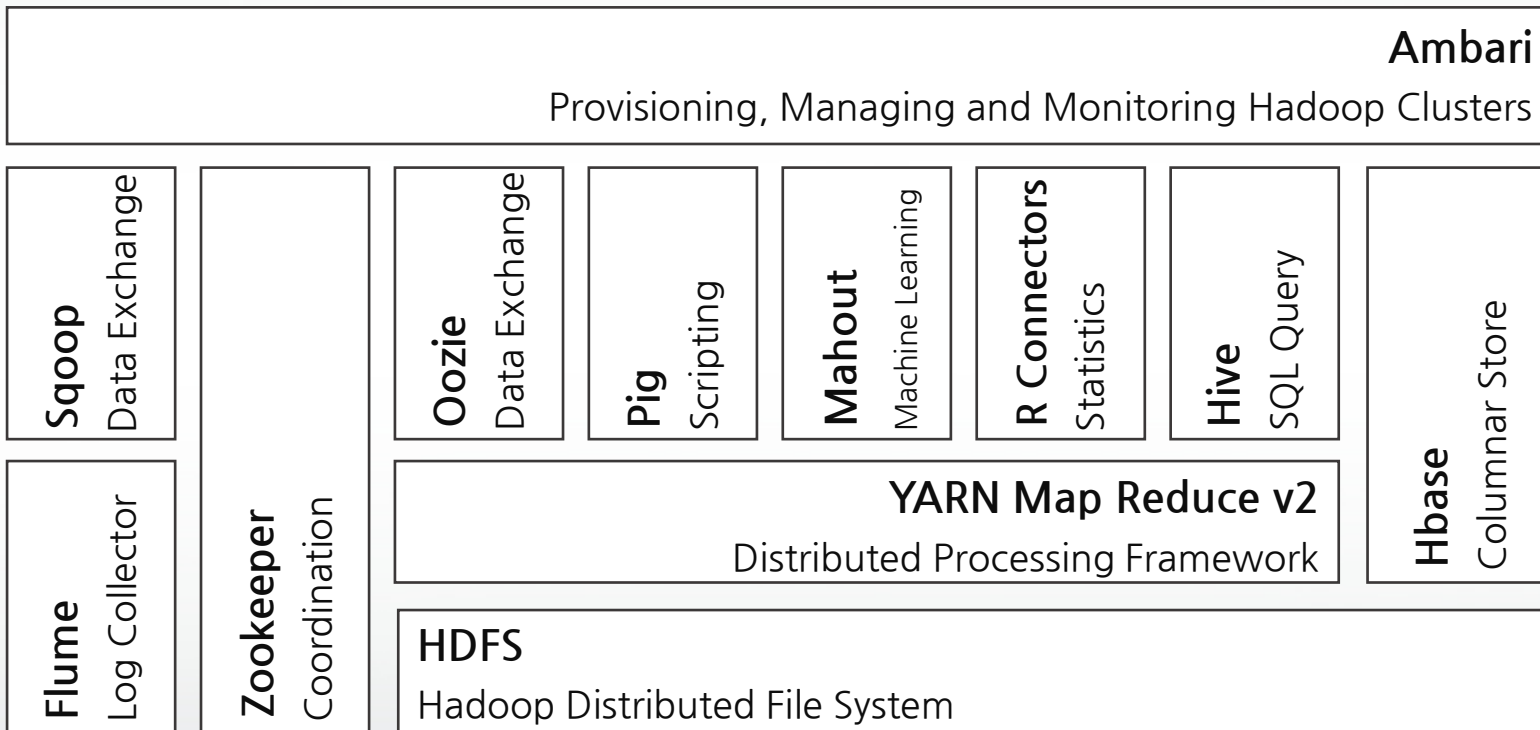 Ambari
Provisioning, Managing and Monitoring Hadoop Clusters
Sqoop
Data Exchange
Zookeeper
Coordination
Oozie
Data Exchange
Pig
Scripting
Mahout
Machine Learning
R Connectors
Statistics
Hive
SQL Query
Hbase
Columnar Store
Flume
Log Collector
YARN Map Reduce v2
Distributed Processing Framework
HDFS
Hadoop Distributed File System